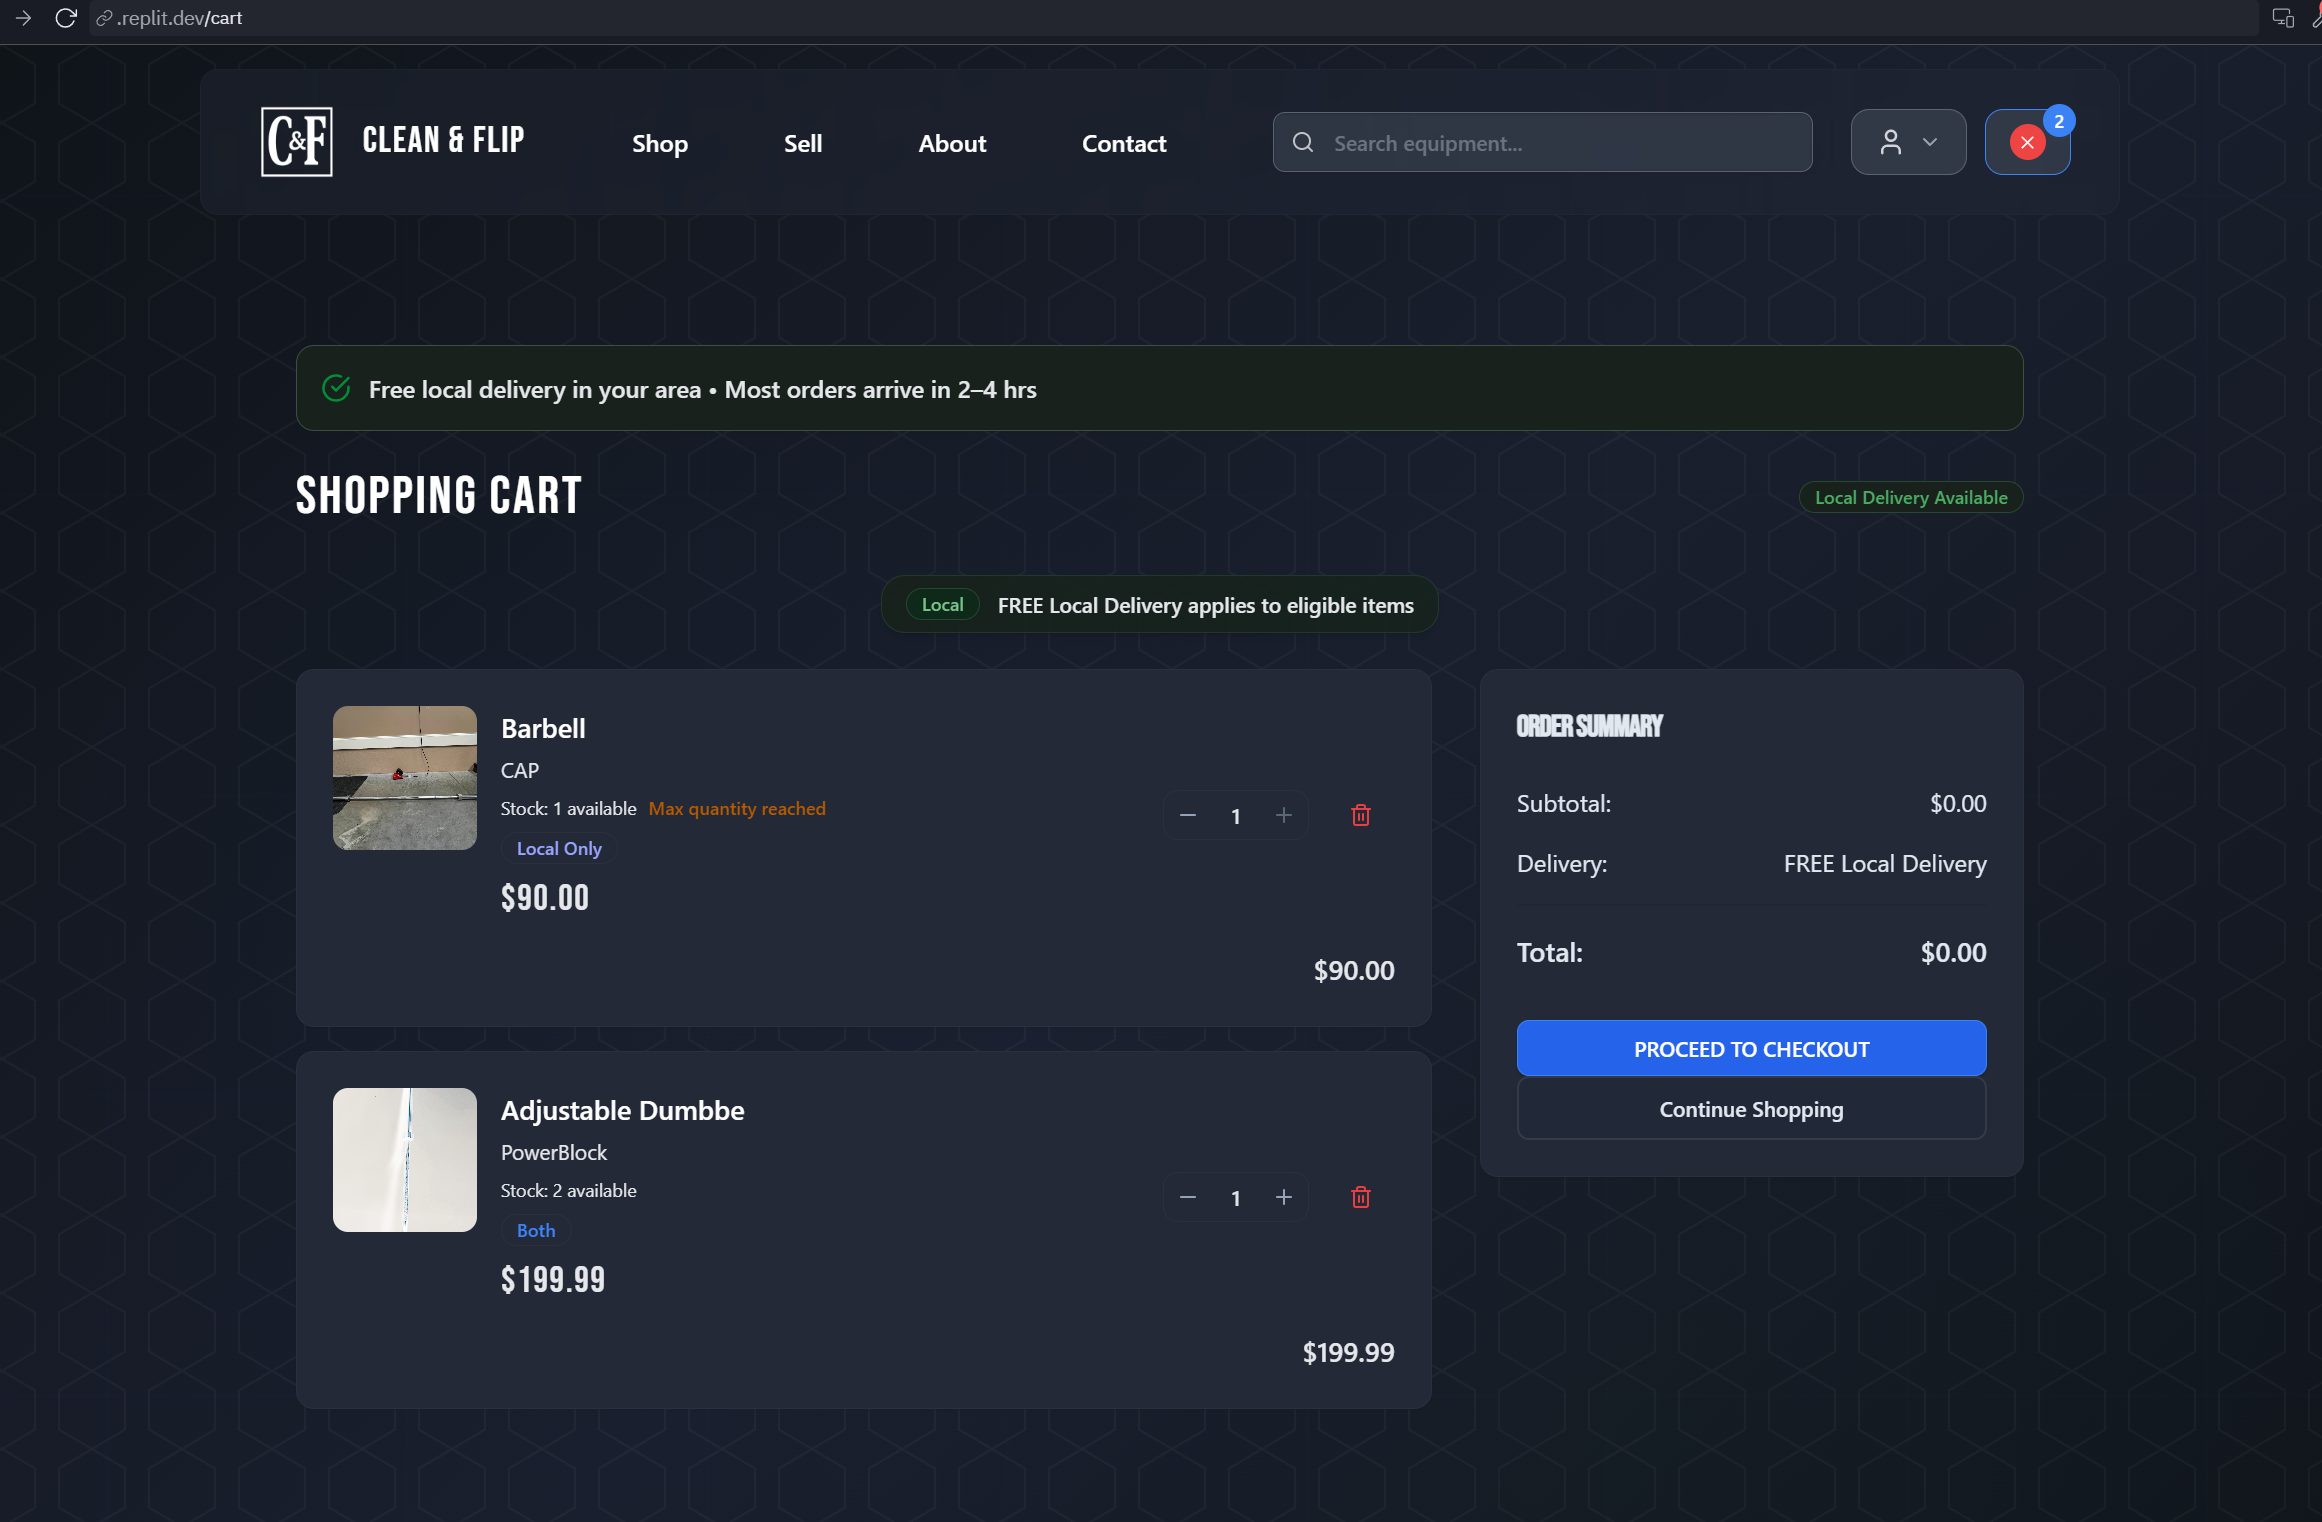 .replit.dev/cart
C&F
CLEAN & FLIP
Shop
Sell
About
Contact
Search equipment...
2
Free local delivery in your area • Most orders arrive in 2–4 hrs
SHOPPING CART
Local Delivery Available
Local
FREE Local Delivery applies to eligible items
Barbell
CAP
Stock: 1 available Max quantity reached
1
Local Only
$90.00
$90.00
Adjustable Dumbbe
PowerBlock
Stock: 2 available
1
Both
$199.99
$199.99
ORDER SUMMARY
Subtotal: $0.00
Delivery: FREE Local Delivery
Total: $0.00
PROCEED TO CHECKOUT
Continue Shopping